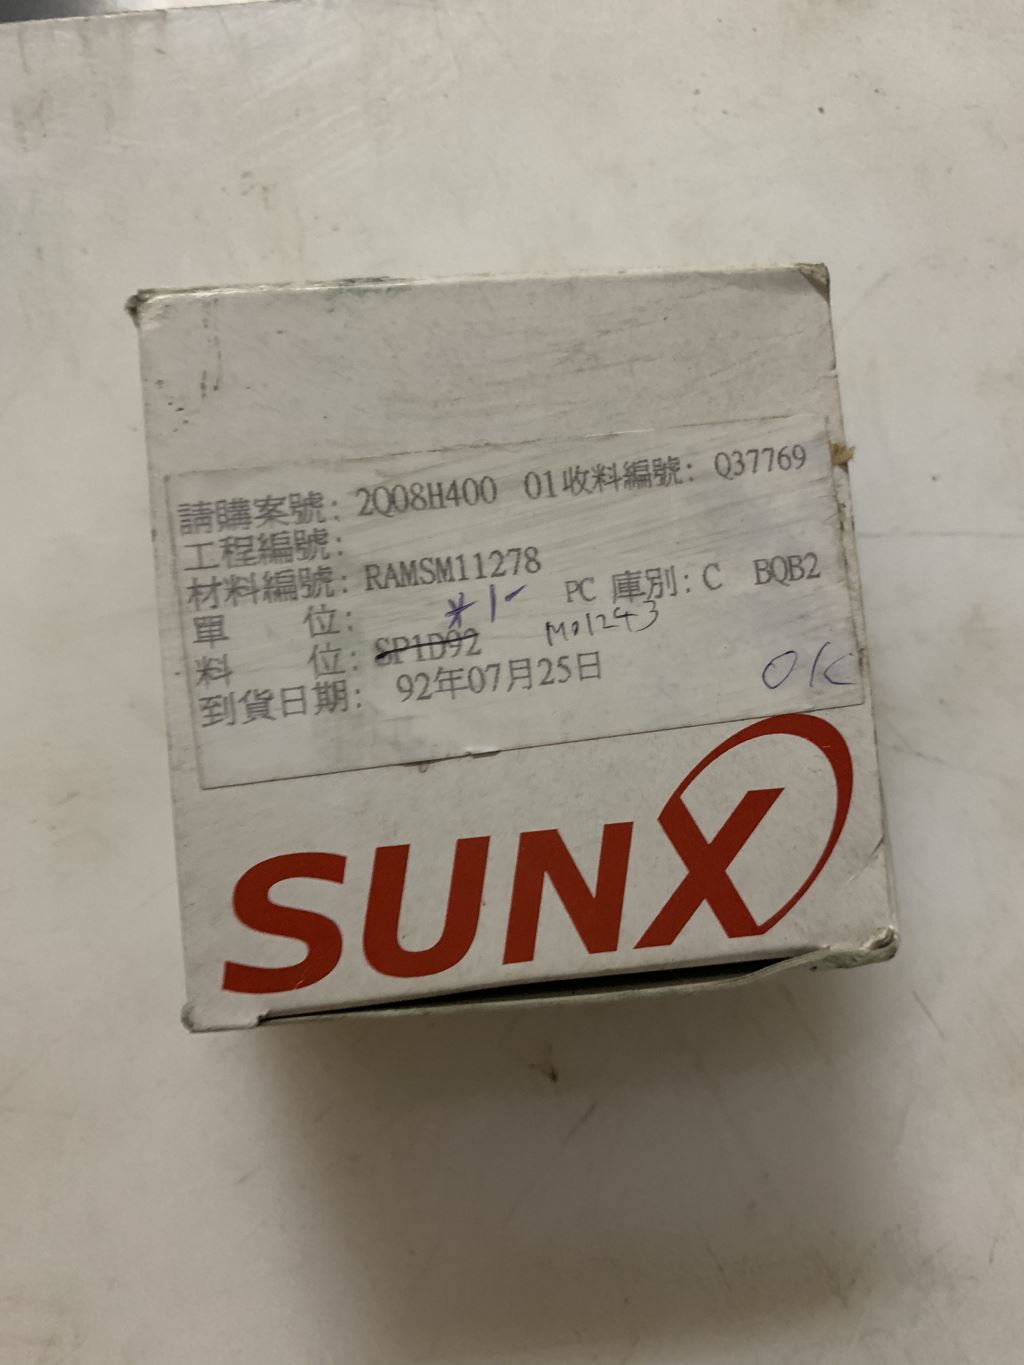 請購案號: 2Q08H400 01收料編號: Q37769
工程編號:
材料編號: RAMSM11278
單 位: PC 庫別: C BQB2
料 位: SP1D92 M01243
到貨日期: 92年07月25日
OK
SUNX